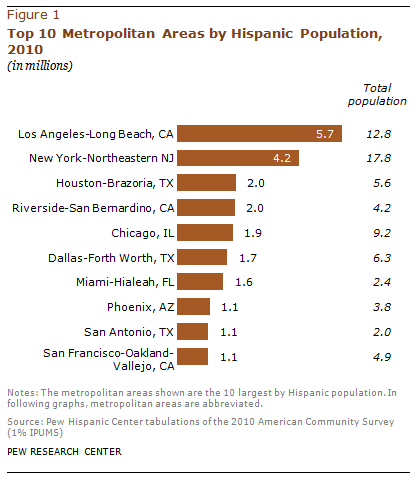 Figure 1
Top 10 Metropolitan Areas by Hispanic Population,
2010
(in millions)
Total
population
Los Angeles-Long Beach, CA 5.7 12.8
New York-Northeastern NJ 4.2 17.8
Houston-Brazoria, TX 2.0 5.6
Riverside-San Bernardino, CA 2.0 4.2
Chicago, IL 1.9 9.2
Dallas-Forth Worth, TX 1.7 6.3
Miami-Hialeah, FL 1.6 2.4
Phoenix, AZ 1.1 3.8
San Antonio, TX 1.1 2.0
San Francisco-Oakland-
Vallejo, CA 1.1 4.9
Notes: The metropolitan areas shown are the 10 largest by Hispanic population. In
following graphs, metropolitan areas are abbreviated.
Source: Pew Hispanic Center tabulations of the 2010 American Community Survey
(1% IPUMS)
PEW RESEARCH CENTER